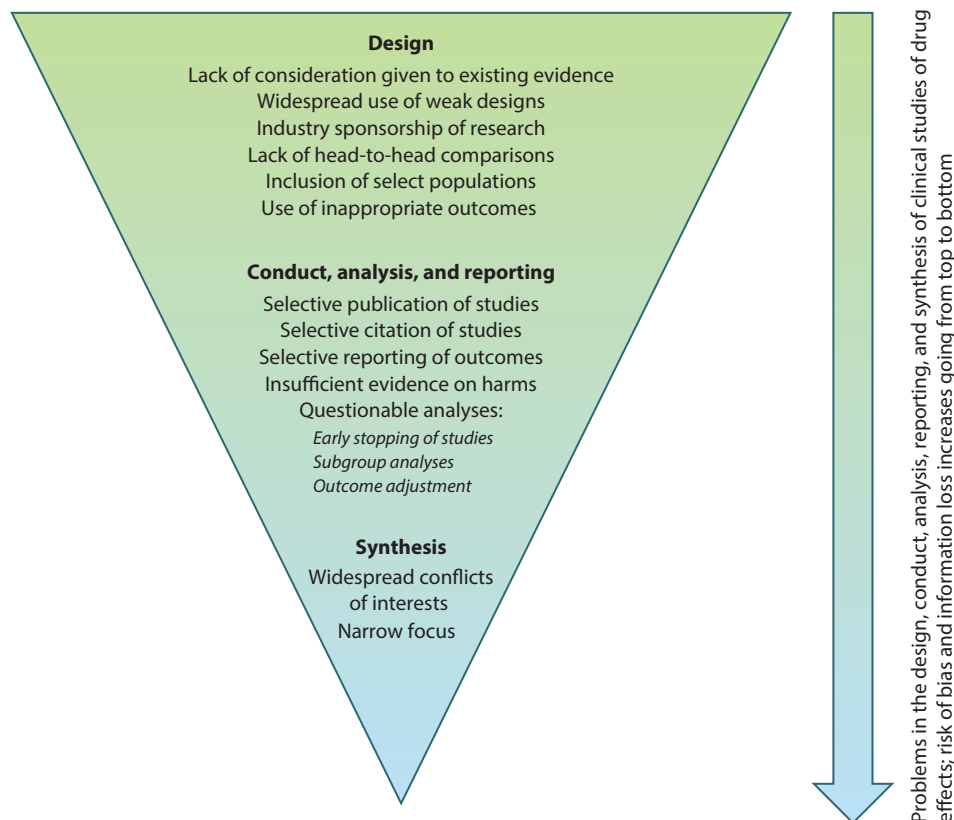 Design
Lack of consideration given to existing evidence
Widespread use of weak designs
Industry sponsorship of research
Lack of head-to-head comparisons
Inclusion of select populations
Use of inappropriate outcomes
Conduct, analysis, and reporting
Selective publication of studies
Selective citation of studies
Selective reporting of outcomes
Insufficient evidence on harms
Questionable analyses:
Early stopping of studies
Subgroup analyses
Outcome adjustment
Synthesis
Widespread conflicts
of interests
Narrow focus
Problems in the design, conduct, analysis, reporting, and synthesis of clinical studies of drug
effects; risk of bias and information loss increases going from top to bottom